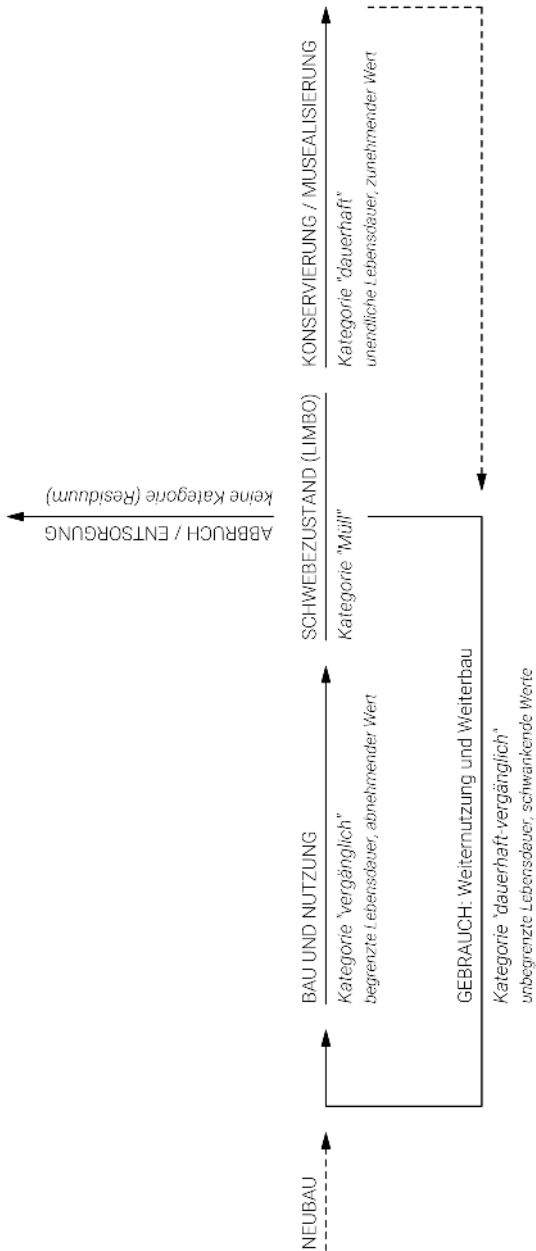 NEUBAU
BAU UND NUTZUNG
Kategorie "vergänglich"
begrenzte Lebensdauer, abnehmender Wert
SCHWEBEZUSTAND (LIMBO)
Kategorie "Müll"
KONSERVIERUNG / MUSEALISIERUNG
Kategorie "dauerhaft"
unendliche Lebensdauer, zunehmender Wert
ABBRUCH / ENTSORGUNG
keine Kategorie (Residuum)
GEBRAUCH: Weiternutzung und Weiterbau
Kategorie "dauerhaft-vergänglich"
unbegrenzte Lebensdauer, schwankende Werte